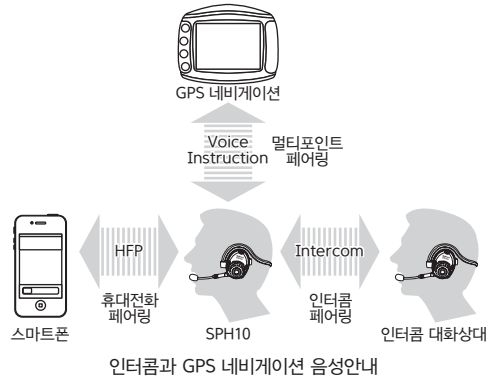 GPS 네비게이션
Voice
Instruction
멀티포인트
페어링
HFP
Intercom
휴대전화
페어링
인터콤
페어링
스마트폰
SPH10
인터콤 대화상대
인터콤과 GPS 네비게이션 음성안내